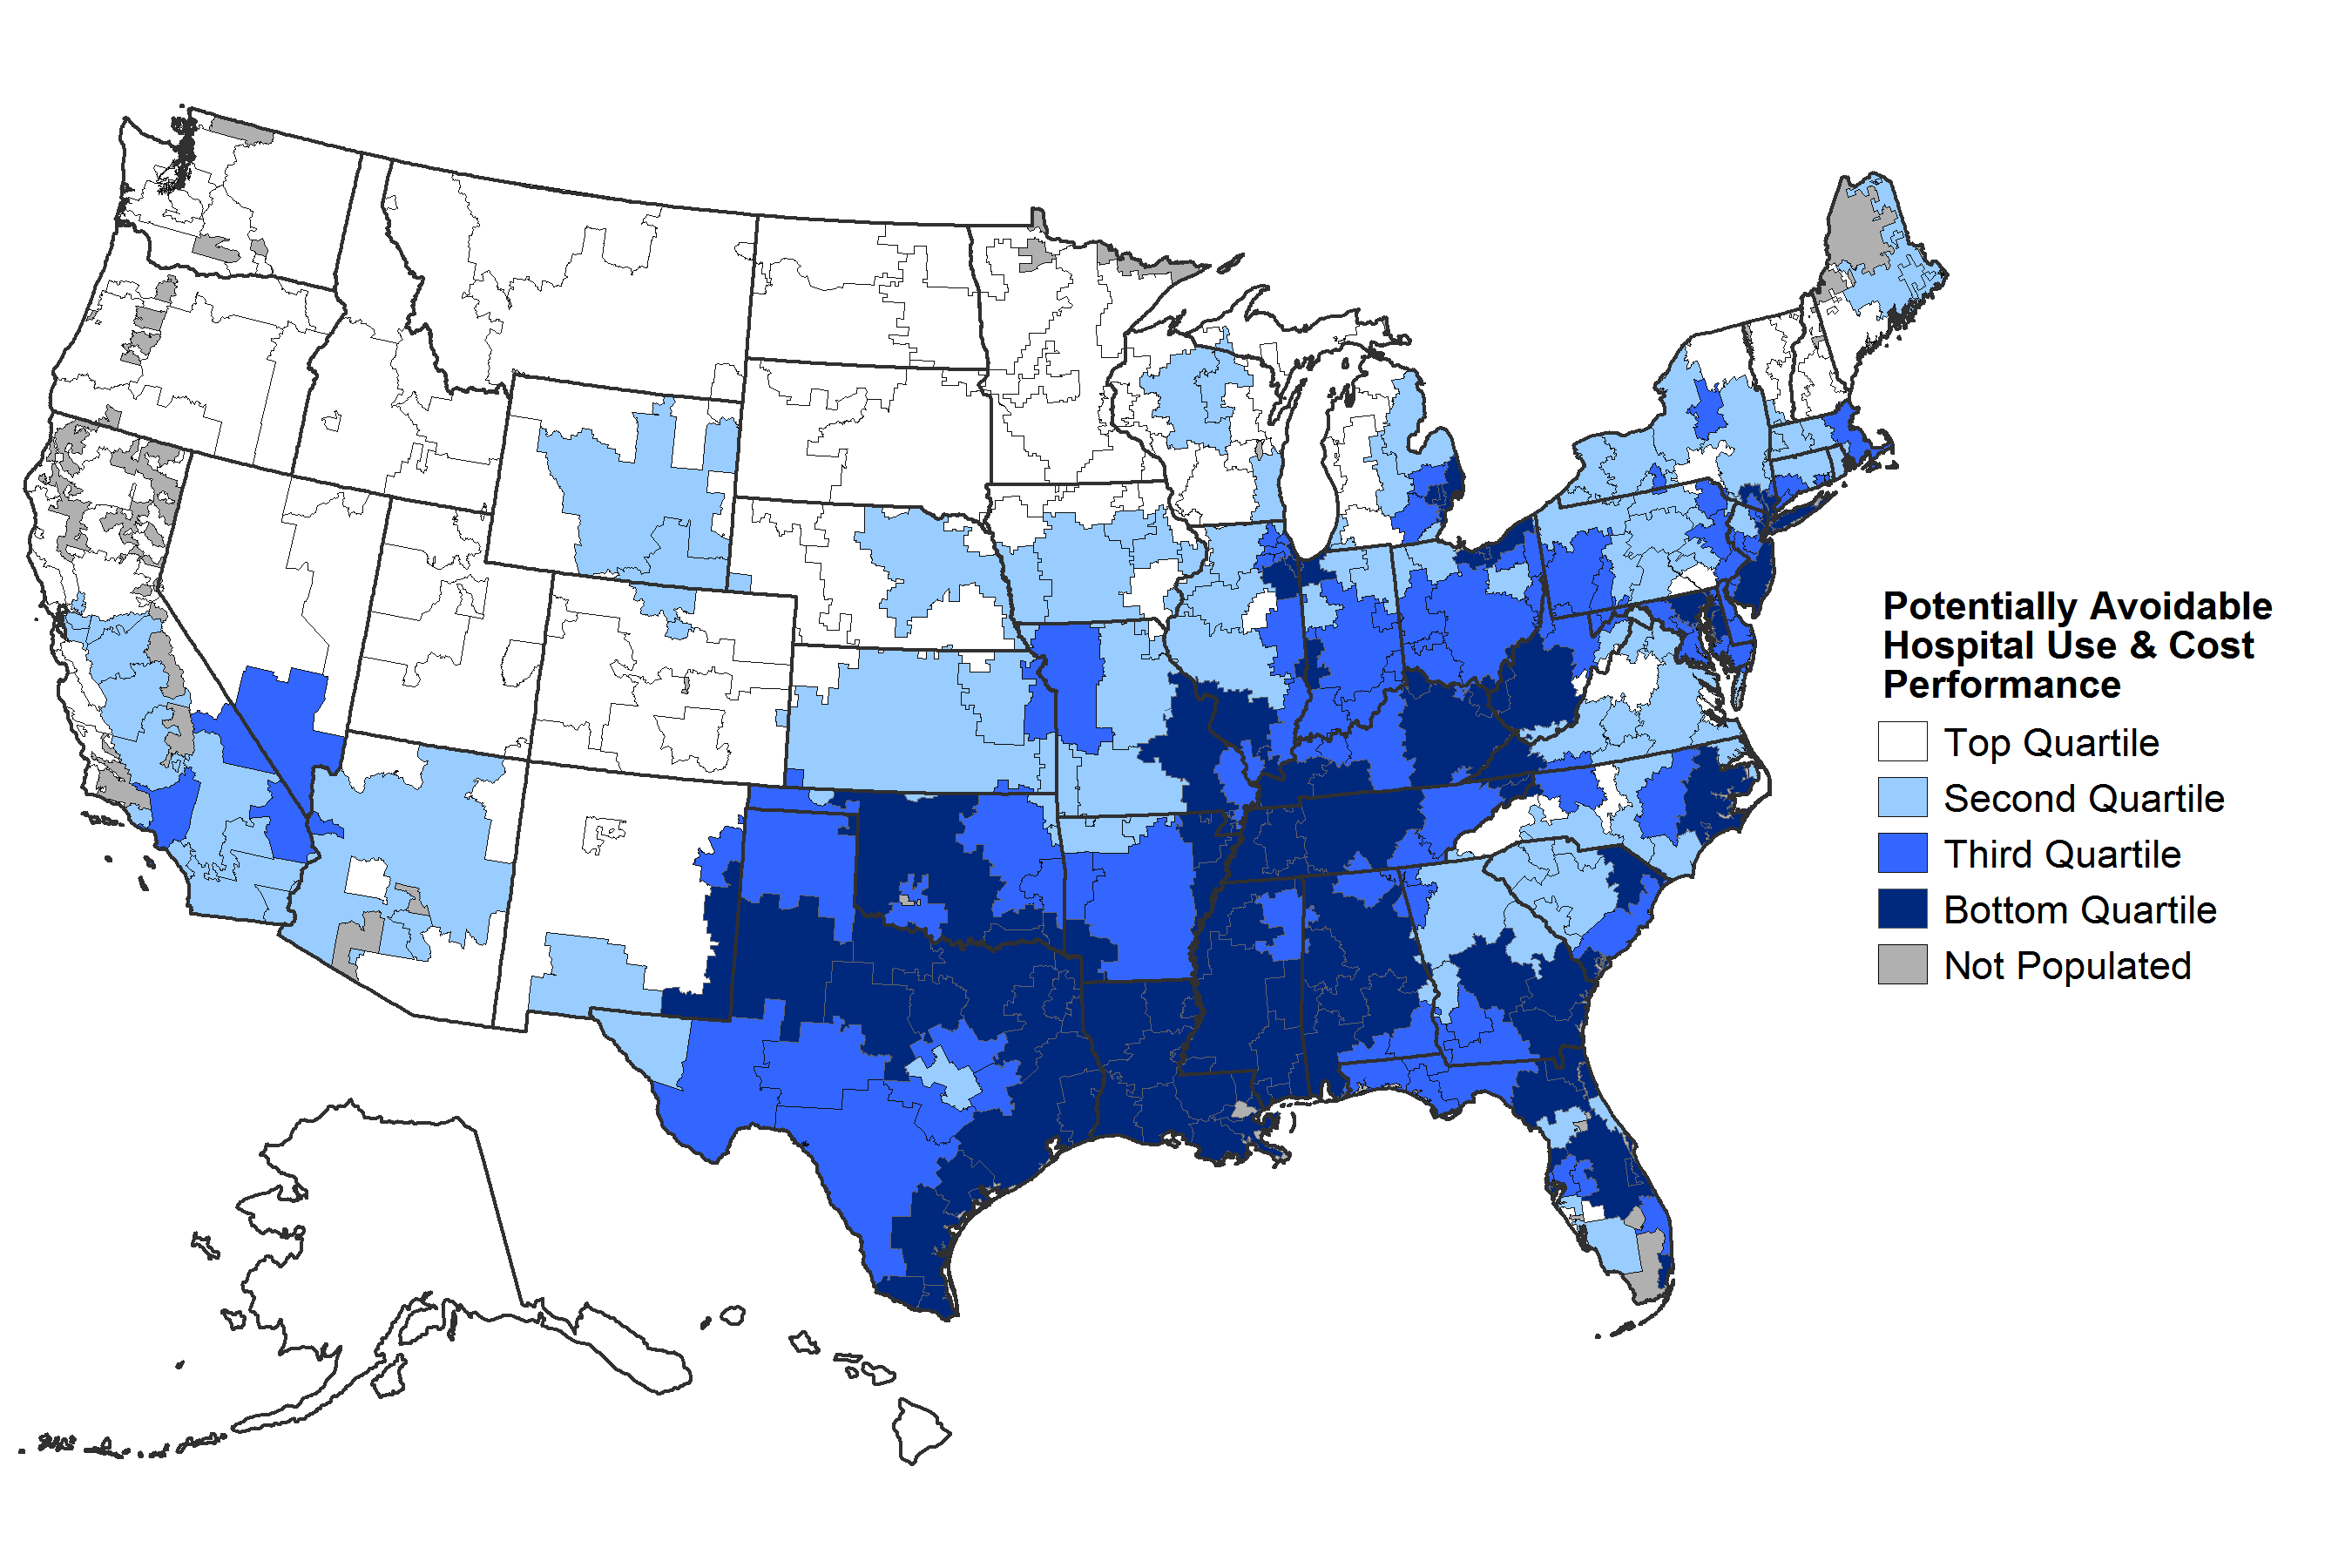 Potentially Avoidable
Hospital Use & Cost
Performance
Top Quartile
Second Quartile
Third Quartile
Bottom Quartile
Not Populated